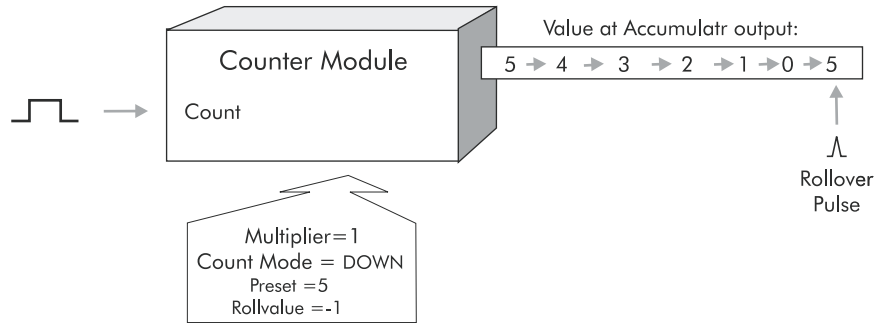 Value at Accumulatr output:
Counter Module
5 4 3 2 1 0 5
Count
Rollover
Pulse
Multiplier=1
Count Mode = DOWN
Preset =5
Rollvalue =-1